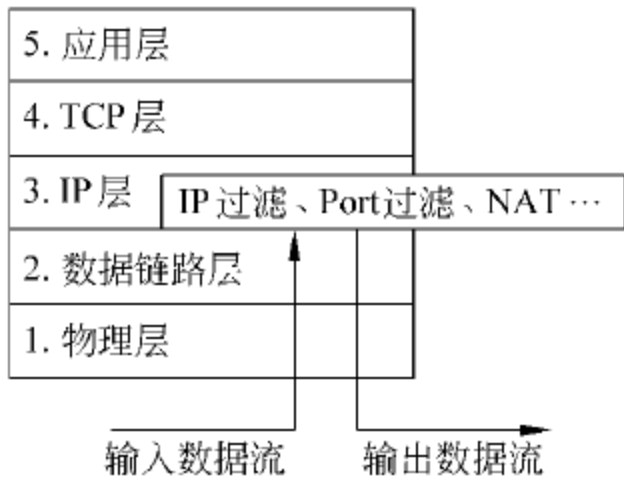 5. 应用层
4. TCP层
3. IP层
IP过滤、Port过滤、NAT…
2. 数据链路层
1. 物理层
输入数据流
输出数据流